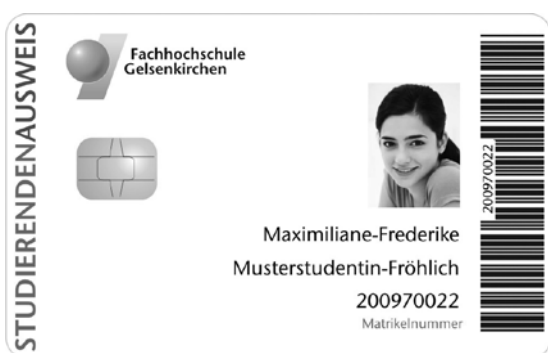 STUDIERENDENAUSWEIS
Fachhochschule
Gelsenkirchen
200970022
Maximiliane-Frederike
Musterstudentin-Fröhlich
200970022
Matrikelnummer